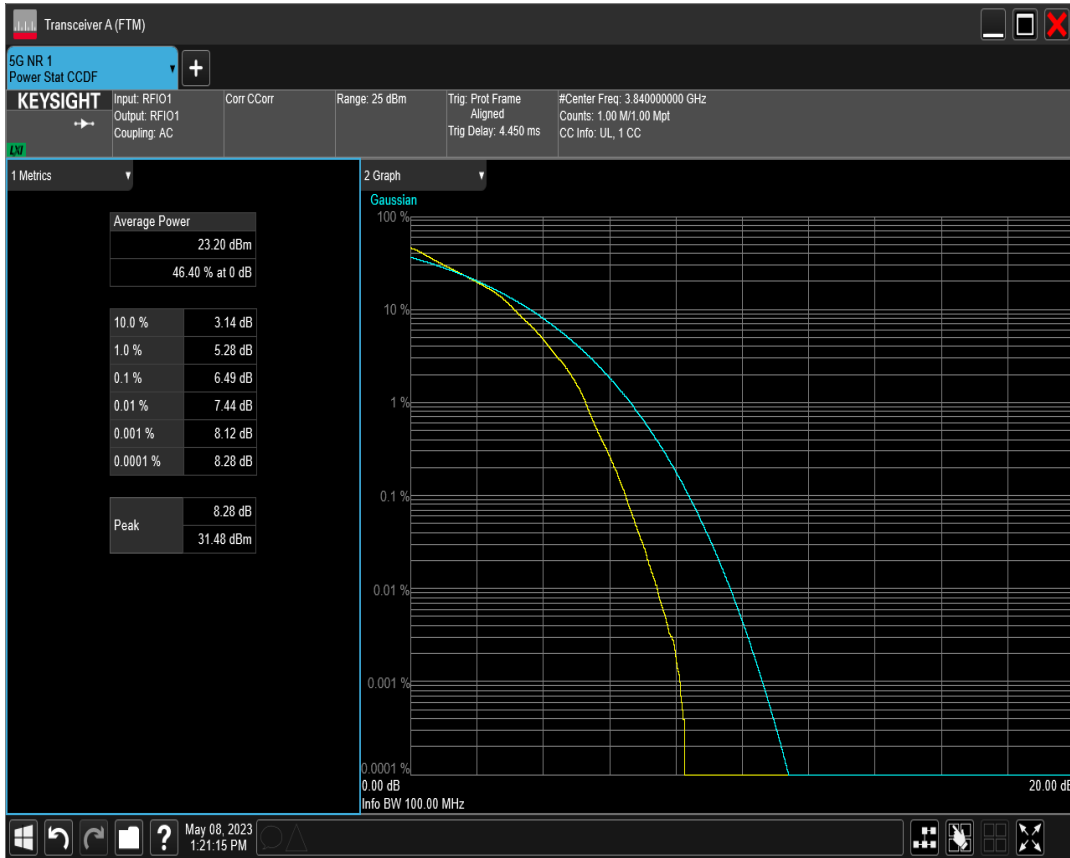 Transceiver A (FTM)
5G NR 1
Power Stat CCDF
+
KEYSIGHT
LXI
Input: RFIO1
Output: RFIO1
Coupling: AC
Corr CCorr
Range: 25 dBm
Trig: Prot Frame
Aligned
Trig Delay: 4.450 ms
#Center Freq: 3.840000000 GHz
Counts: 1.00 M/1.00 Mpt
CC Info: UL, 1 CC
1 Metrics
Average Power
23.20 dBm
46.40 % at 0 dB
10.0 % 3.14 dB
1.0 % 5.28 dB
0.1 % 6.49 dB
0.01 % 7.44 dB
0.001 % 8.12 dB
0.0001 % 8.28 dB
Peak
8.28 dB
31.48 dBm
2 Graph
Gaussian
100 %
10 %
1 %
0.1 %
0.01 %
0.001 %
0.0001 %
0.00 dB 20.00 dB
Info BW 100.00 MHz
?
May 08, 2023
1:21:15 PM